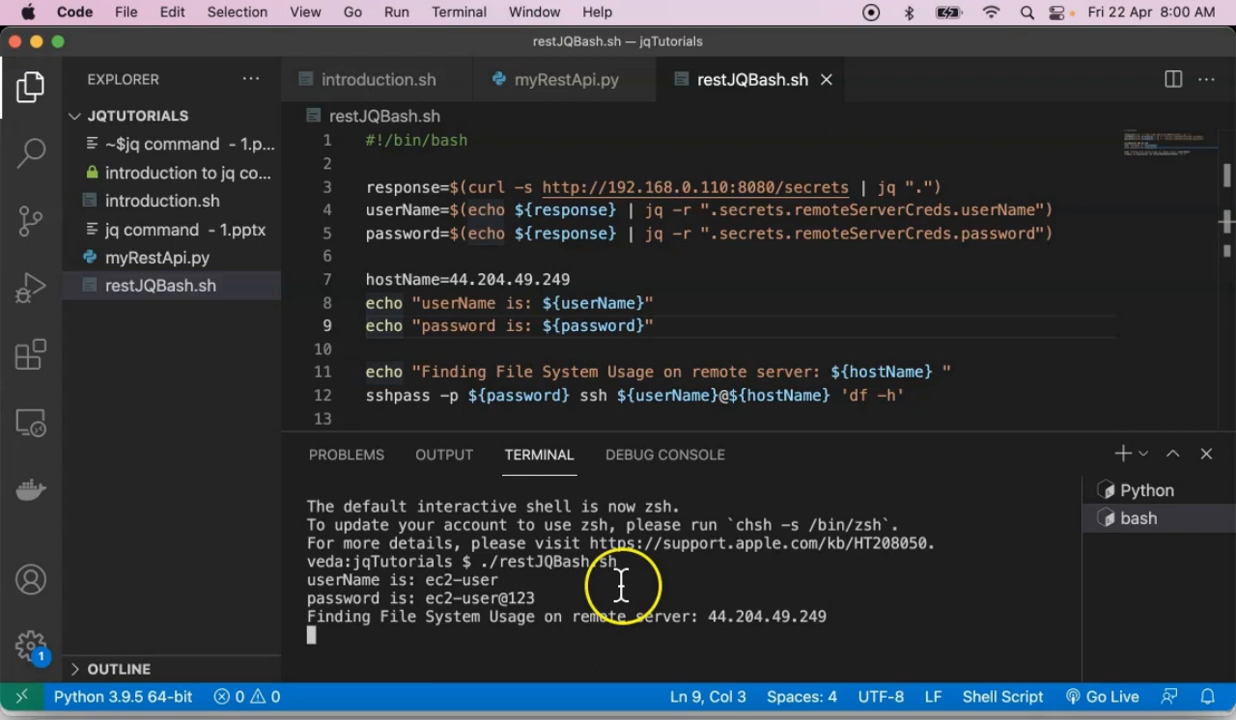 Code File Edit Selection View Go Run Terminal Window Help Fri 22 Apr 8:00 AM
restJQBash.sh — jqTutorials
EXPLORER ...
introduction.sh myRestApi.py restJQBash.sh
JQTUTORIALS
~$jq command - 1.p...
introduction to jq co...
introduction.sh
jq command - 1.pptx
myRestApi.py
restJQBash.sh
OUTLINE
restJQBash.sh
1 #!/bin/bash
2
3 response=$(curl -s http://192.168.0.110:8080/secrets | jq ".")
4 userName=$(echo ${response} | jq -r ".secrets.remoteServerCreds.userName")
5 password=$(echo ${response} | jq -r ".secrets.remoteServerCreds.password")
6
7 hostName=44.204.49.249
8 echo "userName is: ${userName}"
9 echo "password is: ${password}"
10
11 echo "Finding File System Usage on remote server: ${hostName} "
12 sshpass -p ${password} ssh ${userName}@${hostName} 'df -h'
13
PROBLEMS OUTPUT TERMINAL DEBUG CONSOLE
The default interactive shell is now zsh.
To update your account to use zsh, please run `chsh -s /bin/zsh`.
For more details, please visit https://support.apple.com/kb/HT208050.
veda:jqTutorials $ ./restJQBash.sh
userName is: ec2-user
password is: ec2-user@123
Finding File System Usage on remote server: 44.204.49.249
Python
bash
1
Python 3.9.5 64-bit 0 0 Ln 9, Col 3 Spaces: 4 UTF-8 LF Shell Script Go Live